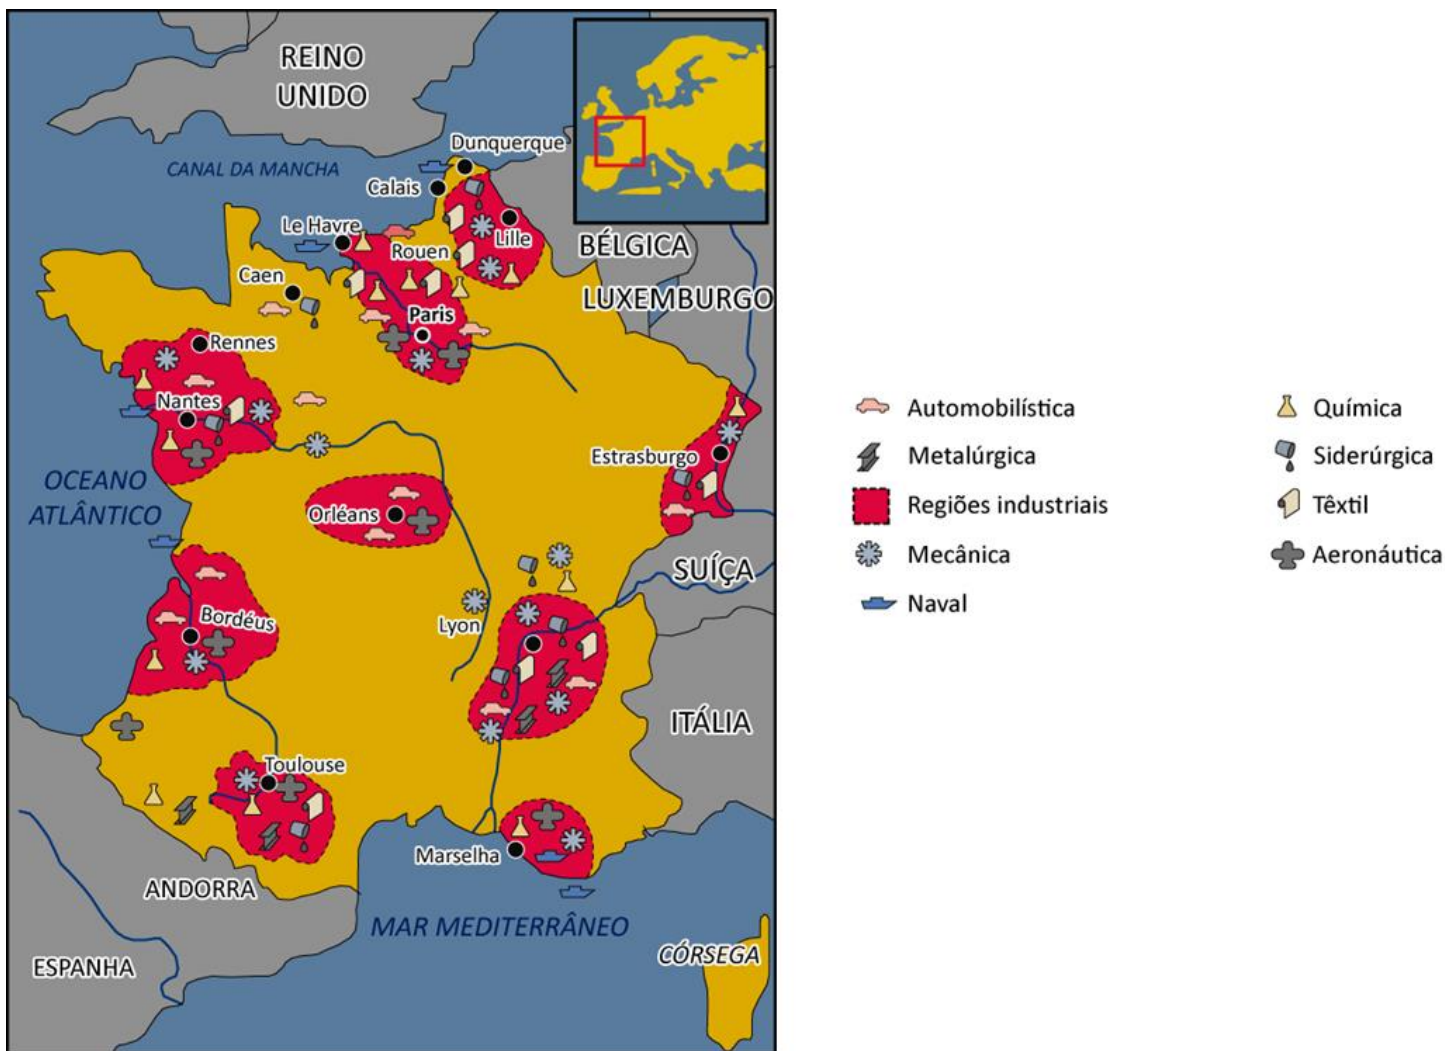 REINO
UNIDO
CANAL DA MANCHA
Dunquerque
Calais
Le Havre
Rouen
Lille
BÉLGICA
Caen
LUXEMBURGO
Paris
Rennes
Nantes
Estrasburgo
OCEANO
ATLÂNTICO
Orléans
SUÍÇA
Bordéus
Lyon
ITÁLIA
Toulouse
Marselha
ANDORRA
MAR MEDITERRÂNEO
CÓRSEGA
ESPANHA
Automobilística
Metalúrgica
Regiões industriais
Mecânica
Naval
Química
Siderúrgica
Têxtil
Aeronáutica